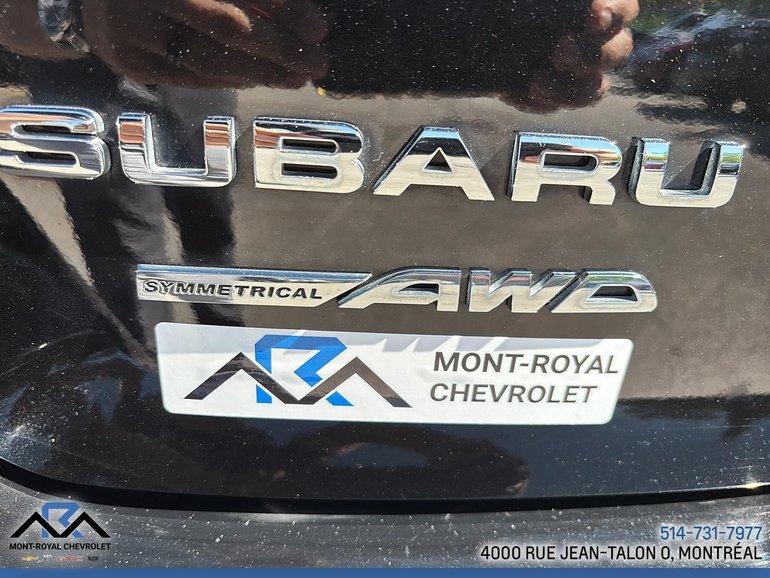 SUBARU
SYMMETRICAL AWD
MONT-ROYAL
CHEVROLET
MONT-ROYAL CHEVROLET
514-731-7977
4000 RUE JEAN-TALON O, MONTRÉAL